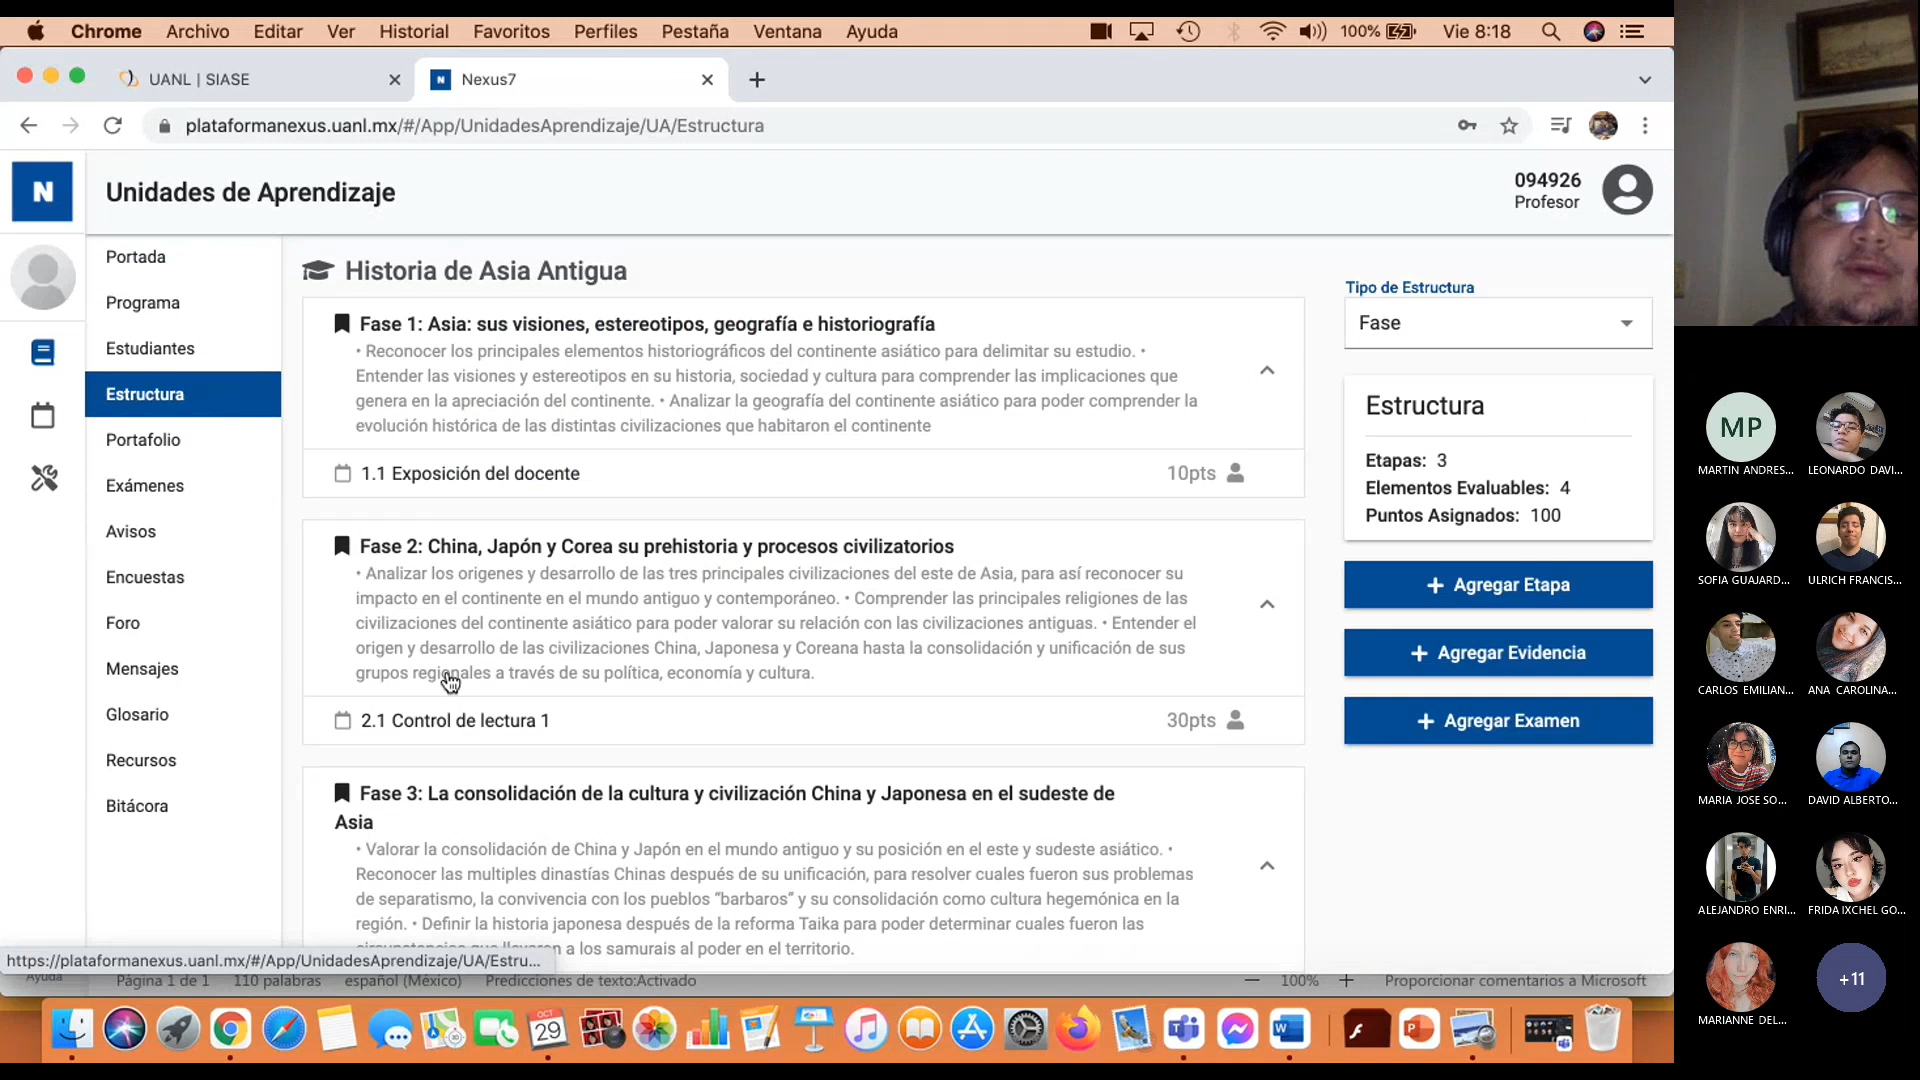 Chrome Archivo Editar Ver Historial Favoritos Perfiles Pestaña Ventana Ayuda 100% Vie 8:18
UANL | SIASE
Nexus7
plataformanexus.uanl.mx/#/App/UnidadesAprendizaje/UA/Estructura
N
Unidades de Aprendizaje
094926
Profesor
Portada
Programa
Estudiantes
Estructura
Portafolio
Exámenes
Avisos
Encuestas
Foro
Mensajes
Glosario
Recursos
Bitácora
Historia de Asia Antigua
Fase 1: Asia: sus visiones, estereotipos, geografía e historiografía
• Reconocer los principales elementos historiográficos del continente asiático para delimitar su estudio. •
Entender las visiones y estereotipos en su historia, sociedad y cultura para comprender las implicaciones que
genera en la apreciación del continente. • Analizar la geografía del continente asiático para poder comprender la
evolución histórica de las distintas civilizaciones que habitaron el continente
1.1 Exposición del docente 10pts
Fase 2: China, Japón y Corea su prehistoria y procesos civilizatorios
• Analizar los origenes y desarrollo de las tres principales civilizaciones del este de Asia, para así reconocer su
impacto en el continente en el mundo antiguo y contemporáneo. • Comprender las principales religiones de las
civilizaciones del continente asiático para poder valorar su relación con las civilizaciones antiguas. • Entender el
origen y desarrollo de las civilizaciones China, Japonesa y Coreana hasta la consolidación y unificación de sus
grupos regionales a través de su política, economía y cultura.
2.1 Control de lectura 1 30pts
Fase 3: La consolidación de la cultura y civilización China y Japonesa en el sudeste de
Asia
• Valorar la consolidación de China y Japón en el mundo antiguo y su posición en el este y sudeste asiático. •
Reconocer las multiples dinastías Chinas después de su unificación, para resolver cuales fueron sus problemas
de separatismo, la convivencia con los pueblos "barbaros" y su consolidación como cultura hegemónica en la
región. • Definir la historia japonesa después de la reforma Taika para poder determinar cuales fueron las
circunstancias que llevaron a los samurais al poder en el territorio.
Tipo de Estructura
Fase
Estructura
Etapas: 3
Elementos Evaluables: 4
Puntos Asignados: 100
+ Agregar Etapa
+ Agregar Evidencia
+ Agregar Examen
https://plataformanexus.uanl.mx/#/App/UnidadesAprendizaje/UA/Estru...
Ayuda Página 1 de 1 110 palabras español (México) Predicciones de texto:Activado 100% Proporcionar comentarios a Microsoft
OCT
29
MP
MARTIN ANDRES... LEONARDO DAVI...
SOFIA GUAJARD... ULRICH FRANCIS...
CARLOS EMILIAN... ANA CAROLINA...
MARIA JOSE SO... DAVID ALBERTO...
ALEJANDRO ENRI... FRIDA IXCHEL GO...
+11
MARIANNE DEL...